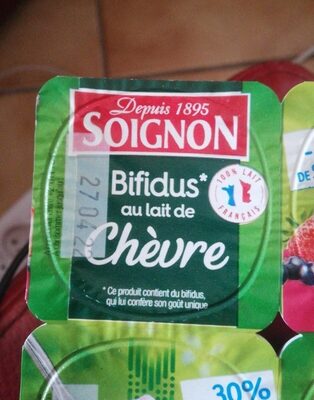 Depuis 1895
SOIGNON
Bifidus*
au lait de
Chèvre
100% LAIT
FRANÇAIS
* Ce produit contient du bifidus,
qui lui confère son goût unique
27 04
30%